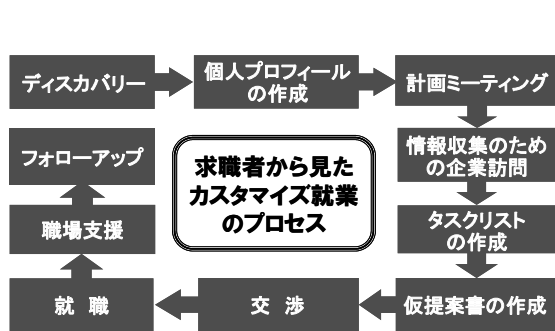 ディスカバリー
個人プロフィール
の作成
計画ミーティング
情報収集のため
の企業訪問
タスクリスト
の作成
仮提案書の作成
交 渉
就 職
職場支援
フォローアップ
求職者から見た
カスタマイズ就業
のプロセス